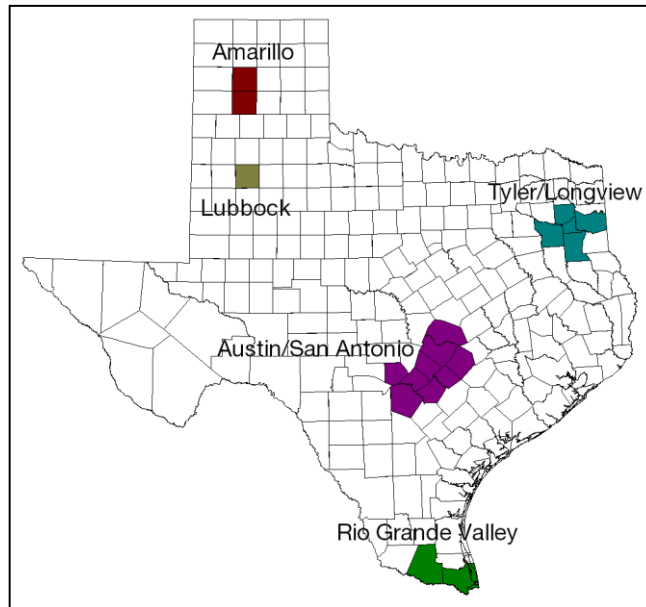 Amarillo
Lubbock
Tyler/Longview
Austin/San Antonio
Rio Grande Valley